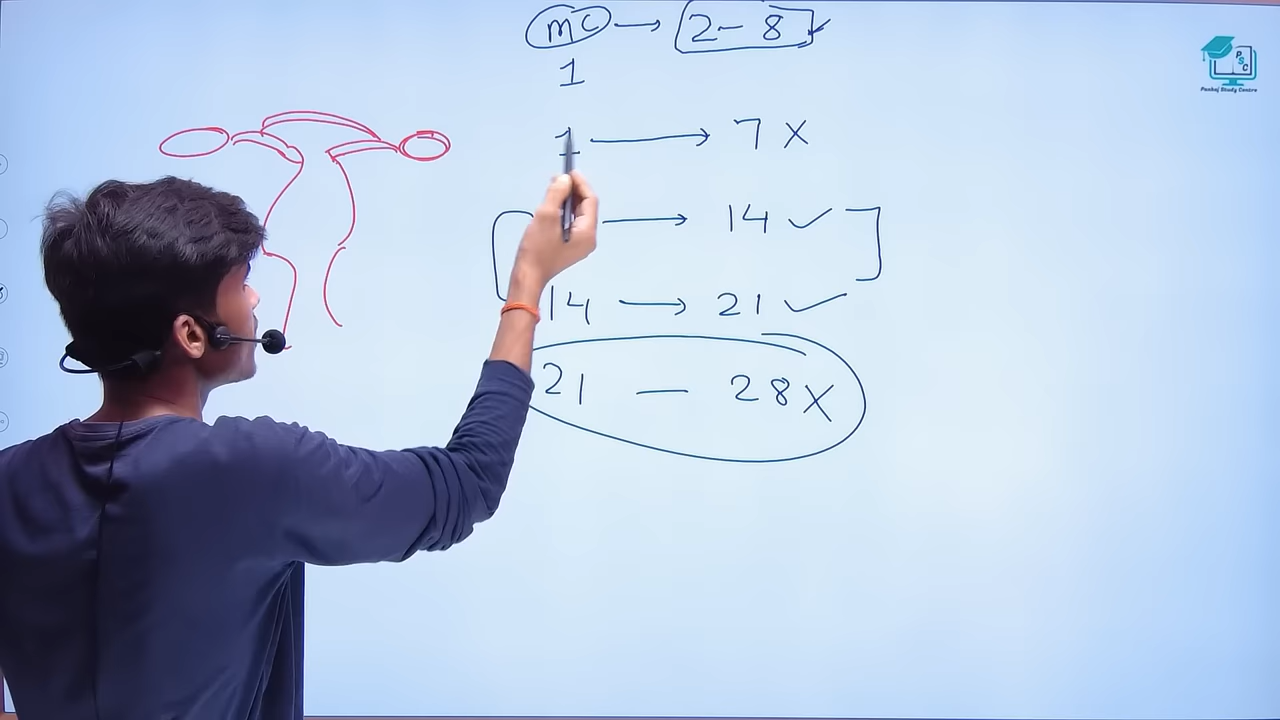 mC → 2 - 8 ✓
1
1 → 7 X
→ 14 ✓
14 → 21 ✓
21 — 28 X
PSC
Pankaj Study Centre